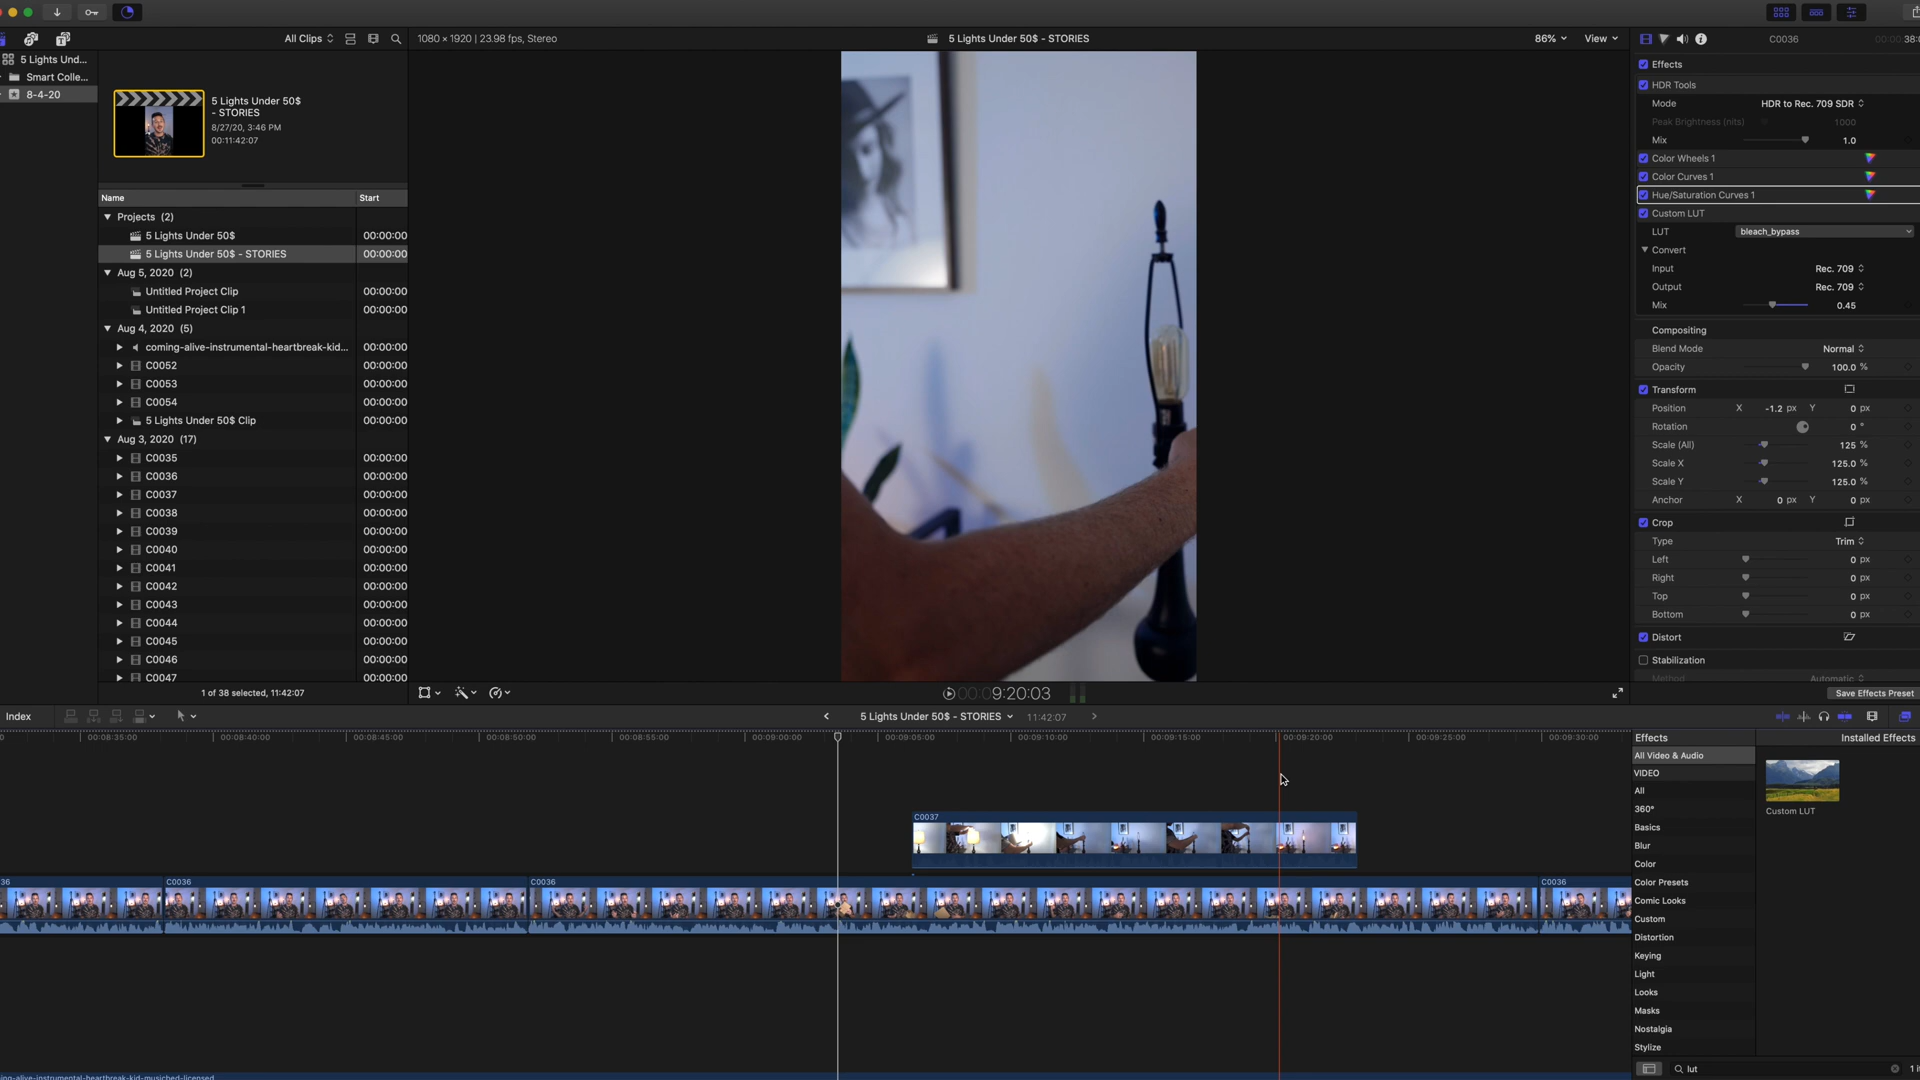 All Clips
1080 × 1920 | 23.98 fps, Stereo
5 Lights Under 50$ - STORIES
86%
View
C0036
5 Lights Und...
Smart Colle...
8-4-20
5 Lights Under 50$
- STORIES
8/27/20, 3:46 PM
00:11:42:07
Name
Start
Projects (2)
5 Lights Under 50$ 00:00:00
5 Lights Under 50$ - STORIES 00:00:00
Aug 5, 2020 (2)
Untitled Project Clip 00:00:00
Untitled Project Clip 1 00:00:00
Aug 4, 2020 (5)
coming-alive-instrumental-heartbreak-kid... 00:00:00
C0052 00:00:00
C0053 00:00:00
C0054 00:00:00
5 Lights Under 50$ Clip 00:00:00
Aug 3, 2020 (17)
C0035 00:00:00
C0036 00:00:00
C0037 00:00:00
C0038 00:00:00
C0039 00:00:00
C0040 00:00:00
C0041 00:00:00
C0042 00:00:00
C0043 00:00:00
C0044 00:00:00
C0045 00:00:00
C0046 00:00:00
C0047 00:00:00
1 of 38 selected, 11:42:07
00:09:20:03
Effects
HDR Tools
Mode HDR to Rec. 709 SDR
Peak Brightness (nits) 1000
Mix 1.0
Color Wheels 1
Color Curves 1
Hue/Saturation Curves 1
Custom LUT
LUT bleach_bypass
Convert
Input Rec. 709
Output Rec. 709
Mix 0.45
Compositing
Blend Mode Normal
Opacity 100.0 %
Transform
Position X -1.2 px Y 0 px
Rotation 0 °
Scale (All) 125 %
Scale X 125.0 %
Scale Y 125.0 %
Anchor X 0 px Y 0 px
Crop
Type Trim
Left 0 px
Right 0 px
Top 0 px
Bottom 0 px
Distort
Stabilization
Method Automatic
Save Effects Preset
Index
5 Lights Under 50$ - STORIES 11:42:07
00:08:35:00 00:08:40:00 00:08:45:00 00:08:50:00 00:08:55:00 00:09:00:00 00:09:05:00 00:09:10:00 00:09:15:00 00:09:20:00 00:09:25:00 00:09:30:00
C0037
36 C0036 C0036 C0036
Effects
Installed Effects
All Video & Audio
VIDEO
All
360°
Basics
Blur
Color
Color Presets
Comic Looks
Custom
Distortion
Keying
Light
Looks
Masks
Nostalgia
Stylize
Custom LUT
lut
ng-alive-instrumental-heartbreak-kid-musicbed-licensed